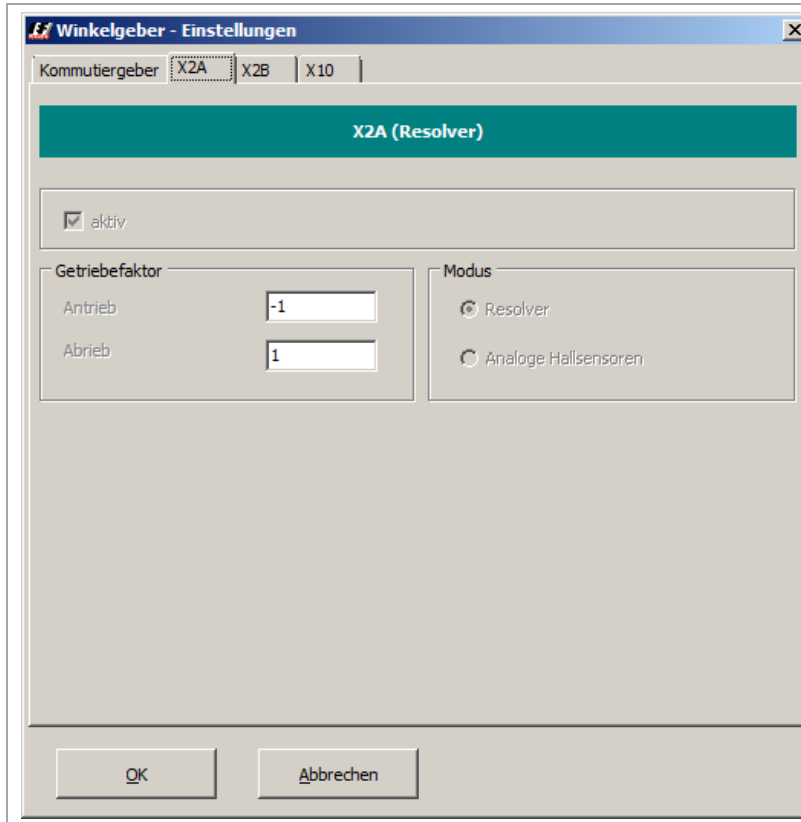 Winkelgeber - Einstellungen
Kommutiergeber X2A X2B X10
X2A (Resolver)
aktiv
Getriebefaktor
Antrieb -1
Abrieb 1
Modus
Resolver
Analoge Hallsensoren
OK Abbrechen